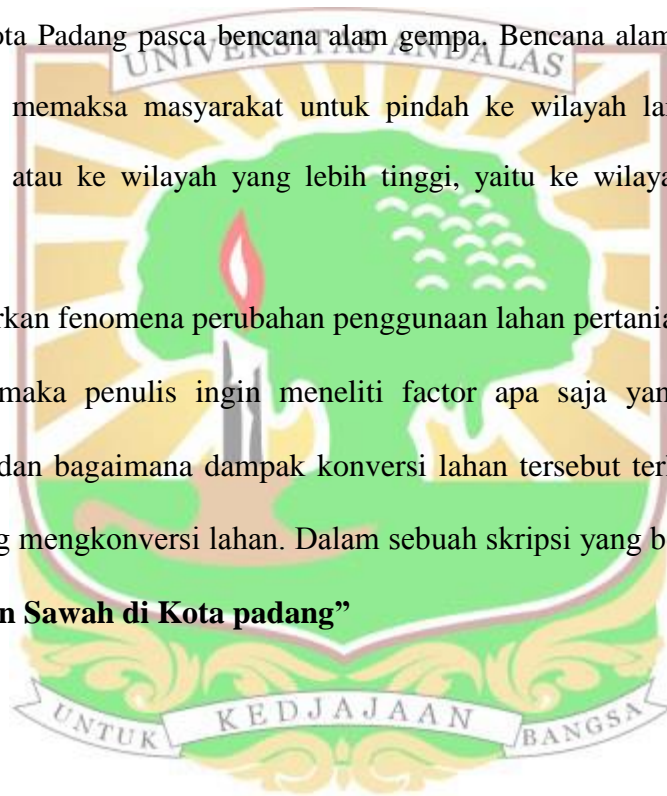 ota Padang pasca bencana alam gempa. Bencana alam
UNIVERSITAS ANDALAS
memaksa masyarakat untuk pindah ke wilayah lai
atau ke wilayah yang lebih tinggi, yaitu ke wilaya
rkan fenomena perubahan penggunaan lahan pertania
maka penulis ingin meneliti factor apa saja yan
dan bagaimana dampak konversi lahan tersebut ter
g mengkonversi lahan. Dalam sebuah skripsi yang b
n Sawah di Kota padang”
UNTUK KEDJAJAAN BANGSA